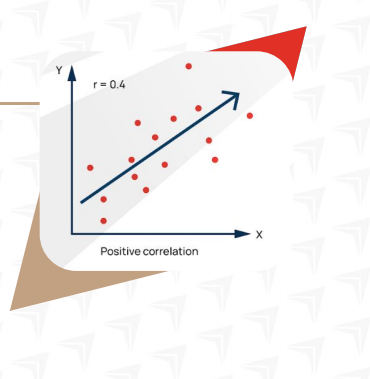 Y
r = 0.4
X
Positive correlation